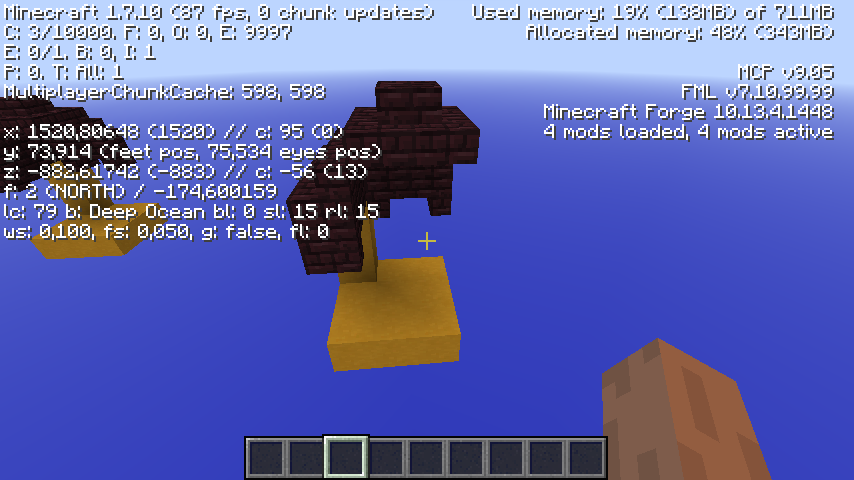 Minecraft 1.7.10 (87 fps, 0 chunk updates)
C: 3/10000. F: 0, O: 0, E: 9997
E: 0/1. B: 0, I: 1
P: 0. T: All: 1
MultiplayerChunkCache: 598, 598
x: 1520,80648 (1520) // c: 95 (0)
y: 73,914 (feet pos, 75,534 eyes pos)
z: -882,61742 (-883) // c: -56 (13)
f: 2 (NORTH) / -174,600159
lc: 79 b: Deep Ocean bl: 0 sl: 15 rl: 15
ws: 0,100, fs: 0,050, g: false, fl: 0
Used memory: 19% (138MB) of 711MB
Allocated memory: 48% (343MB)
MCP v9.05
FML v7.10.99.99
Minecraft Forge 10.13.4.1448
4 mods loaded, 4 mods active